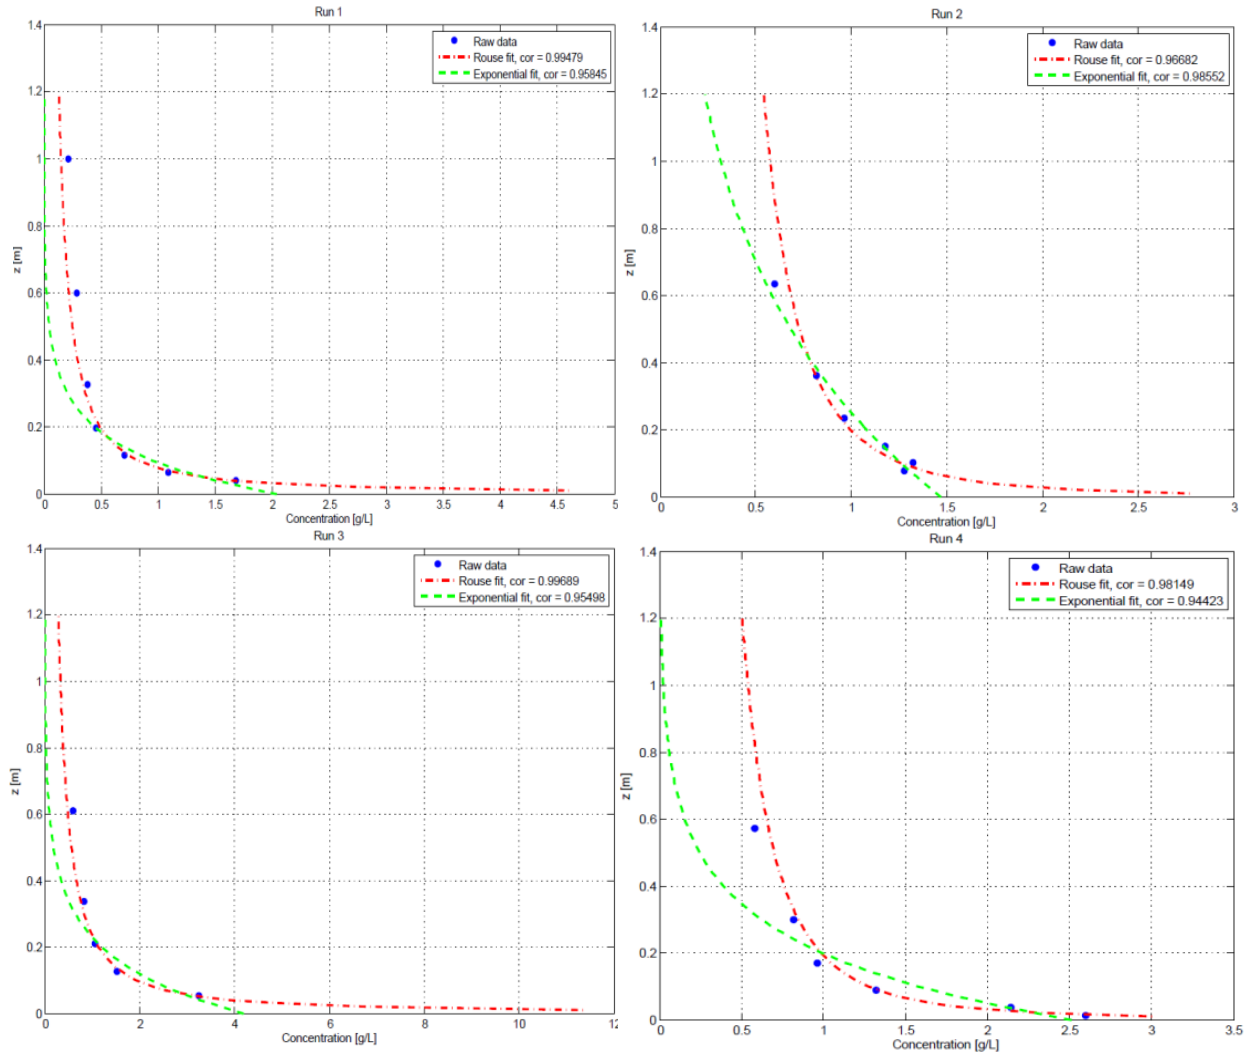 Run 1
1.4
1.2
1
0.8
0.6
0.4
0.2
0
z [m]
Raw data
Rouse fit, cor = 0.99479
Exponential fit, cor = 0.95845
0 0.5 1 1.5 2 2.5 3 3.5 4 4.5 5
Concentration [g/L]
Run 2
1.4
1.2
1
0.8
0.6
0.4
0.2
0
z [m]
Raw data
Rouse fit, cor = 0.96682
Exponential fit, cor = 0.98552
0 0.5 1 1.5 2 2.5 3
Concentration [g/L]
Run 3
1.4
1.2
1
0.8
0.6
0.4
0.2
0
z [m]
Raw data
Rouse fit, cor = 0.99689
Exponential fit, cor = 0.95498
0 2 4 6 8 10 12
Concentration [g/L]
Run 4
1.4
1.2
1
0.8
0.6
0.4
0.2
0
z [m]
Raw data
Rouse fit, cor = 0.98149
Exponential fit, cor = 0.94423
0 0.5 1 1.5 2 2.5 3 3.5
Concentration [g/L]